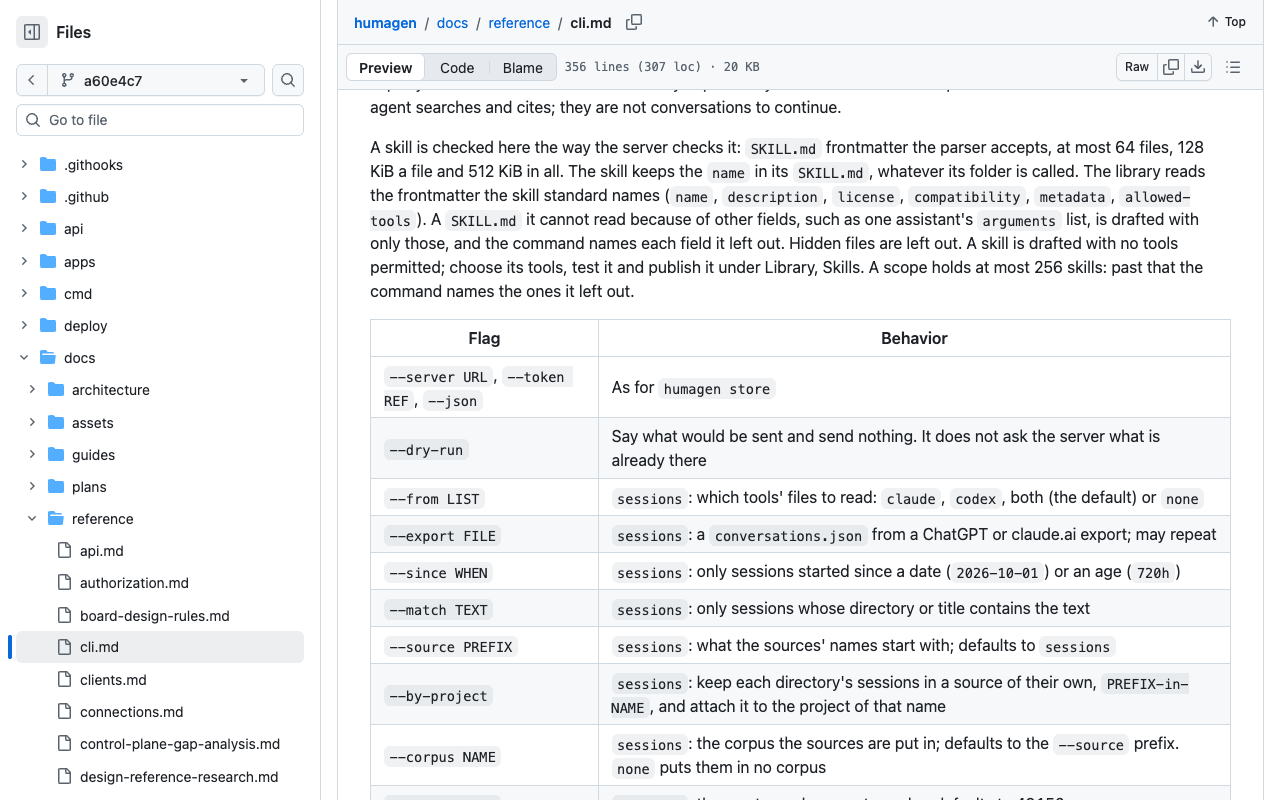 Files
a60e4c7
Go to file
.githooks
.github
api
apps
cmd
deploy
docs
architecture
assets
guides
plans
reference
api.md
authorization.md
board-design-rules.md
cli.md
clients.md
connections.md
control-plane-gap-analysis.md
design-reference-research.md
humagen / docs / reference / cli.md
Top
Preview Code Blame 356 lines (307 loc) · 20 KB
Raw
agent searches and cites; they are not conversations to continue.
A skill is checked here the way the server checks it: SKILL.md frontmatter the parser accepts, at most 64 files, 128
KiB a file and 512 KiB in all. The skill keeps the name in its SKILL.md, whatever its folder is called. The library reads
the frontmatter the skill standard names (name, description, license, compatibility, metadata, allowed-
tools). A SKILL.md it cannot read because of other fields, such as one assistant's arguments list, is drafted with
only those, and the command names each field it left out. Hidden files are left out. A skill is drafted with no tools
permitted; choose its tools, test it and publish it under Library, Skills. A scope holds at most 256 skills: past that the
command names the ones it left out.
Flag Behavior
--server URL, --token
REF, --json
As for humagen store
--dry-run
Say what would be sent and send nothing. It does not ask the server what is
already there
--from LIST
sessions: which tools' files to read: claude, codex, both (the default) or none
--export FILE
sessions: a conversations.json from a ChatGPT or claude.ai export; may repeat
--since WHEN
sessions: only sessions started since a date (2026-10-01) or an age (720h)
--match TEXT
sessions: only sessions whose directory or title contains the text
--source PREFIX
sessions: what the sources' names start with; defaults to sessions
--by-project
sessions: keep each directory's sessions in a source of their own, PREFIX-in-
NAME, and attach it to the project of that name
--corpus NAME
sessions: the corpus the sources are put in; defaults to the --source prefix.
none puts them in no corpus